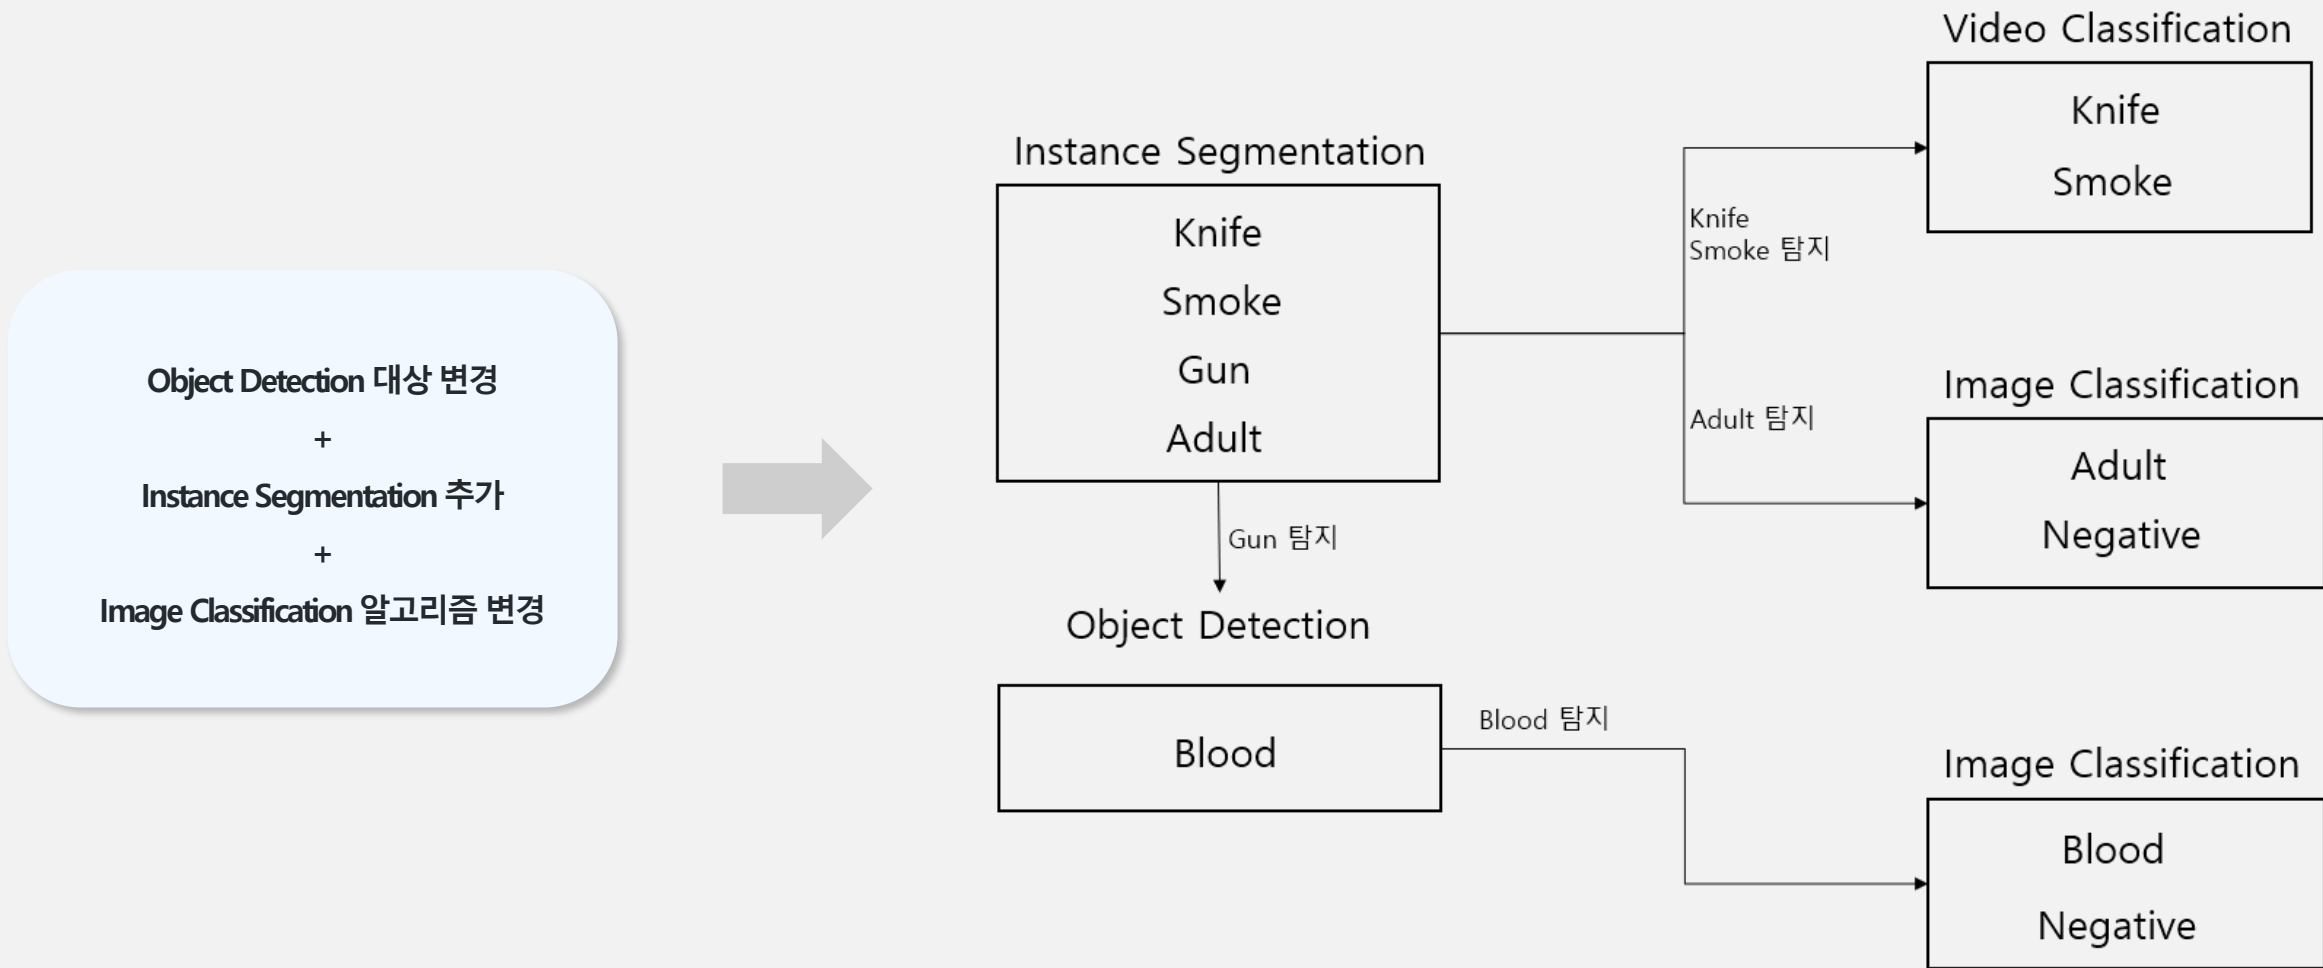 Object Detection 대상 변경
+
Instance Segmentation 추가
+
Image Classification 알고리즘 변경
Instance Segmentation
Knife
Smoke
Gun
Adult
Gun 탐지
Object Detection
Blood
Knife
Smoke 탐지
Adult 탐지
Blood 탐지
Video Classification
Knife
Smoke
Image Classification
Adult
Negative
Image Classification
Blood
Negative